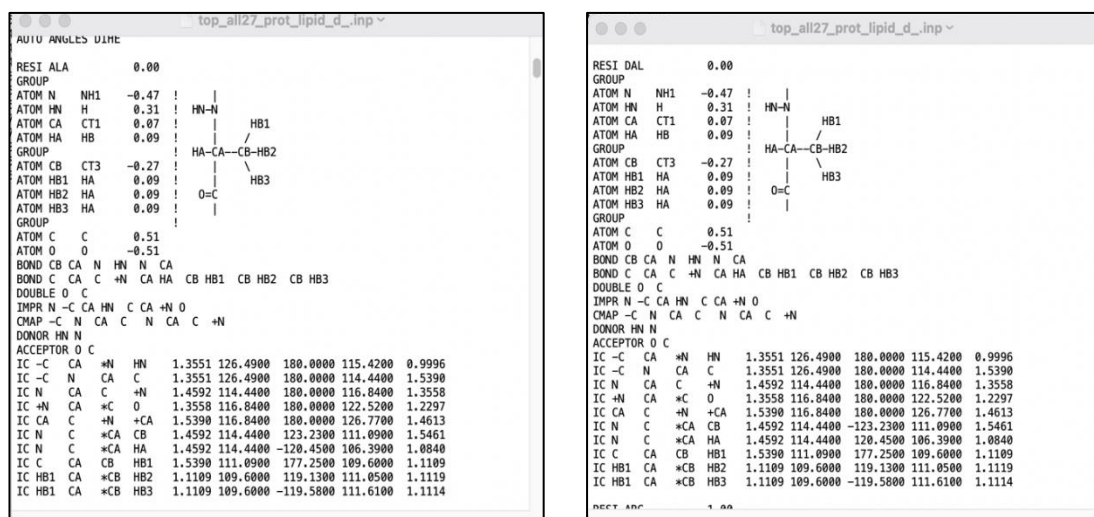 top_all27_prot_lipid_d_.inp
AUTO ANGLES DIHE
RESI ALA 0.00
GROUP
ATOM N NH1 -0.47 ! |
ATOM HN H 0.31 ! HN-N
ATOM CA CT1 0.07 ! | HB1
ATOM HA HB 0.09 ! | /
GROUP ! HA-CA--CB-HB2
ATOM CB CT3 -0.27 ! | \
ATOM HB1 HA 0.09 ! | HB3
ATOM HB2 HA 0.09 ! O=C
ATOM HB3 HA 0.09 ! |
GROUP !
ATOM C C 0.51
ATOM O O -0.51
BOND CB CA N HN N CA
BOND C CA C +N CA HA CB HB1 CB HB2 CB HB3
DOUBLE O C
IMPR N -C CA HN C CA +N O
CMAP -C N CA C N CA C +N
DONOR HN N
ACCEPTOR O C
IC -C CA *N HN 1.3551 126.4900 180.0000 115.4200 0.9996
IC -C N CA C 1.3551 126.4900 180.0000 114.4400 1.5390
IC N CA C +N 1.4592 114.4400 180.0000 116.8400 1.3558
IC +N CA *C O 1.3558 116.8400 180.0000 122.5200 1.2297
IC CA C +N +CA 1.5390 116.8400 180.0000 126.7700 1.4613
IC N C *CA CB 1.4592 114.4400 123.2300 111.0900 1.5461
IC N C *CA HA 1.4592 114.4400 -120.4500 106.3900 1.0840
IC C CA CB HB1 1.5390 111.0900 177.2500 109.6000 1.1109
IC HB1 CA *CB HB2 1.1109 109.6000 119.1300 111.0500 1.1119
IC HB1 CA *CB HB3 1.1109 109.6000 -119.5800 111.6100 1.1114
top_all27_prot_lipid_d_.inp
RESI DAL 0.00
GROUP
ATOM N NH1 -0.47 ! |
ATOM HN H 0.31 ! HN-N
ATOM CA CT1 0.07 ! | HB1
ATOM HA HB 0.09 ! | /
GROUP ! HA-CA--CB-HB2
ATOM CB CT3 -0.27 ! | \
ATOM HB1 HA 0.09 ! | HB3
ATOM HB2 HA 0.09 ! O=C
ATOM HB3 HA 0.09 ! |
GROUP !
ATOM C C 0.51
ATOM O O -0.51
BOND CB CA N HN N CA
BOND C CA C +N CA HA CB HB1 CB HB2 CB HB3
DOUBLE O C
IMPR N -C CA HN C CA +N O
CMAP -C N CA C N CA C +N
DONOR HN N
ACCEPTOR O C
IC -C CA *N HN 1.3551 126.4900 180.0000 115.4200 0.9996
IC -C N CA C 1.3551 126.4900 180.0000 114.4400 1.5390
IC N CA C +N 1.4592 114.4400 180.0000 116.8400 1.3558
IC +N CA *C O 1.3558 116.8400 180.0000 122.5200 1.2297
IC CA C +N +CA 1.5390 116.8400 180.0000 126.7700 1.4613
IC N C *CA CB 1.4592 114.4400 -123.2300 111.0900 1.5461
IC N C *CA HA 1.4592 114.4400 120.4500 106.3900 1.0840
IC C CA CB HB1 1.5390 111.0900 177.2500 109.6000 1.1109
IC HB1 CA *CB HB2 1.1109 109.6000 119.1300 111.0500 1.1119
IC HB1 CA *CB HB3 1.1109 109.6000 -119.5800 111.6100 1.1114
RESI ARG 1.00